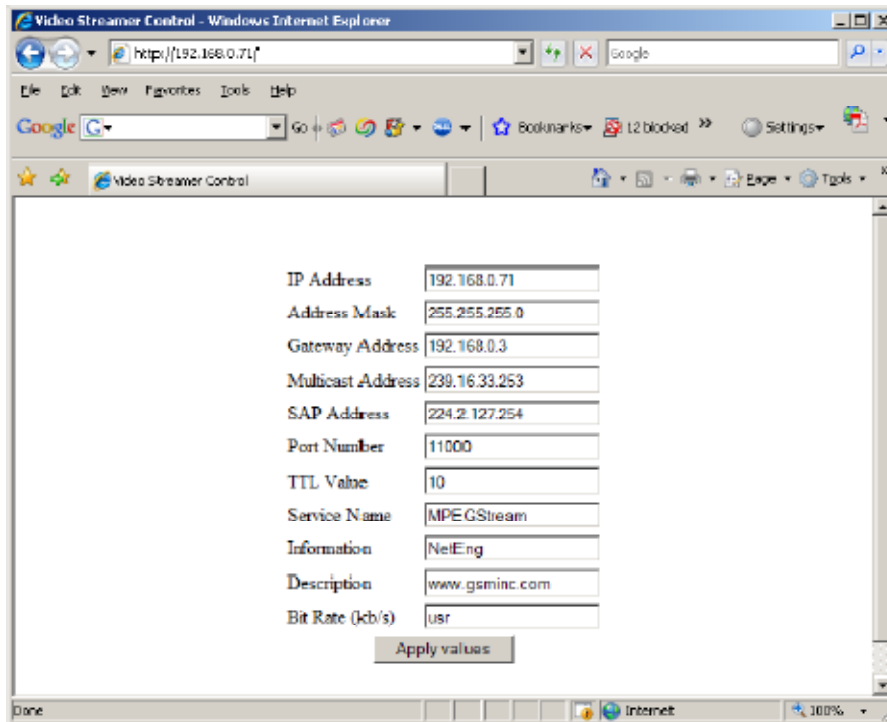 Video Streamer Control - Windows Internet Explorer
http://192.168.0.71/
Google
File Edit View Favorites Tools Help
Google G Go Bookmarks 12 blocked >> Settings
Video Streamer Control Page Tools
IP Address 192.168.0.71
Address Mask 255.255.255.0
Gateway Address 192.168.0.3
Multicast Address 239.16.33.253
SAP Address 224.2.127.254
Port Number 11000
TTL Value 10
Service Name MPEGStream
Information NetEng
Description www.gsminc.com
Bit Rate (kb/s) usr
Apply values
Done Internet 100%